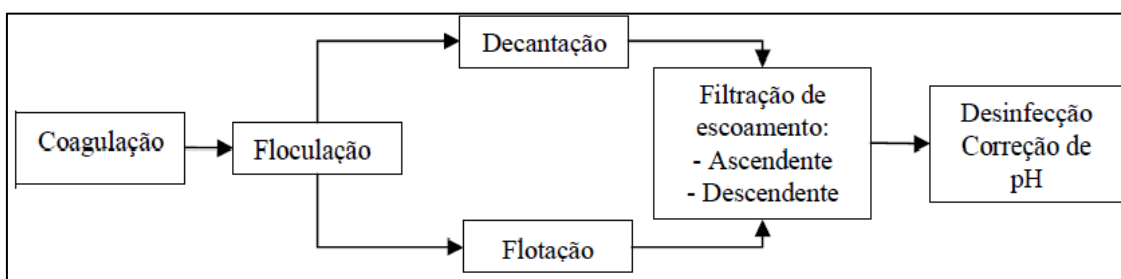 Coagulação
Floculação
Decantação
Flotação
Filtração de
escoamento:
- Ascendente
- Descendente
Desinfecção
Correção de
pH